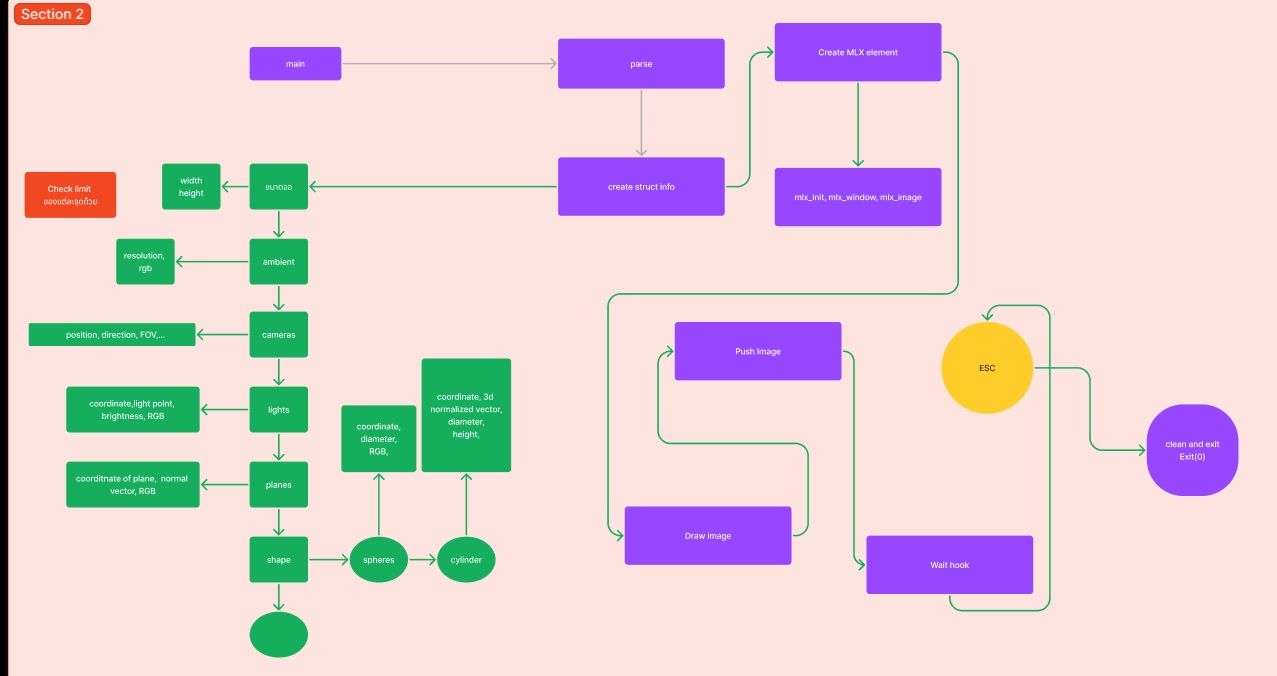 Section 2
main
parse
Create MLX element
Check limit
ของแต่ละจุดด้วย
width
height
ขนาดจอ
create struct info
mlx_init, mlx_window, mlx_image
resolution,
rgb
ambient
position, direction, FOV,...
cameras
Push Image
ESC
coordinate,light point,
brightness, RGB
lights
coordinate,
diameter,
RGB,
coordinate, 3d
normalized vector,
diameter,
height,
clean and exit
Exit(0)
coorditnate of plane,  normal
vector, RGB
planes
Draw image
shape
spheres
cylinder
Wait hook